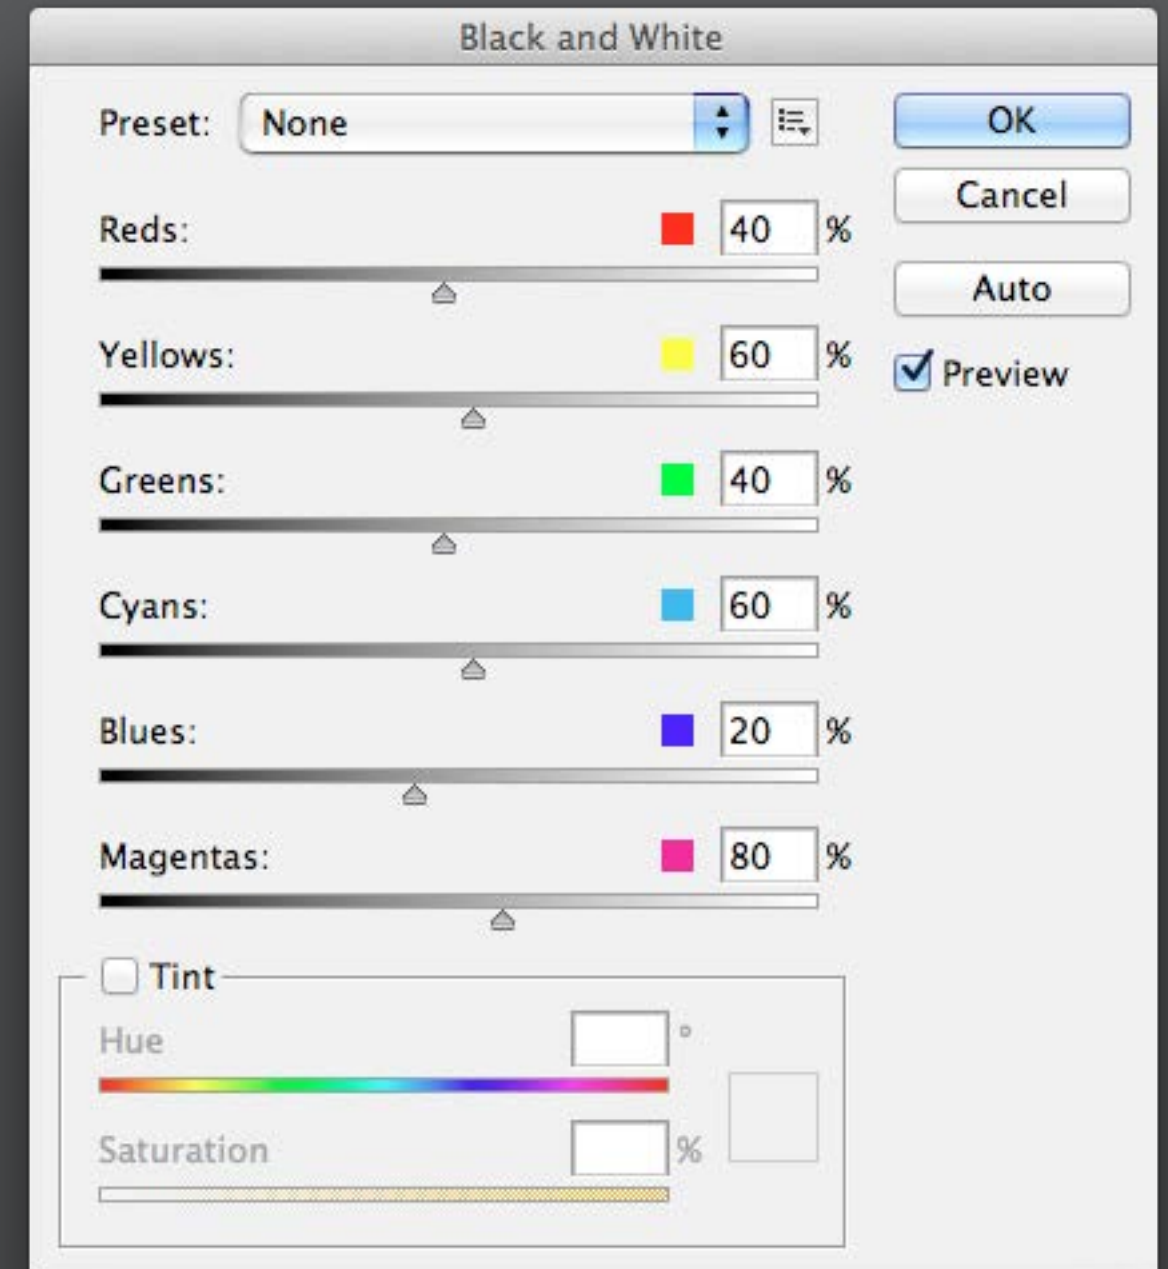 Black and White
Preset: None
OK
Cancel
Reds: 40 %
Auto
Yellows: 60 %
Preview
Greens: 40 %
Cyans: 60 %
Blues: 20 %
Magentas: 80 %
Tint
Hue °
Saturation %